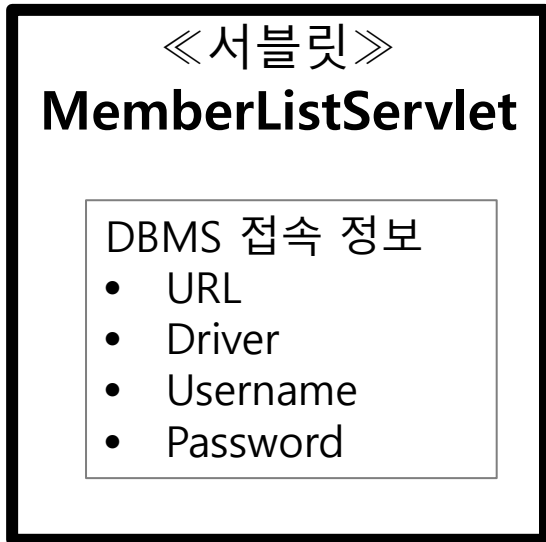 ≪서블릿≫
MemberListServlet
DBMS 접속 정보
• URL
• Driver
• Username
• Password